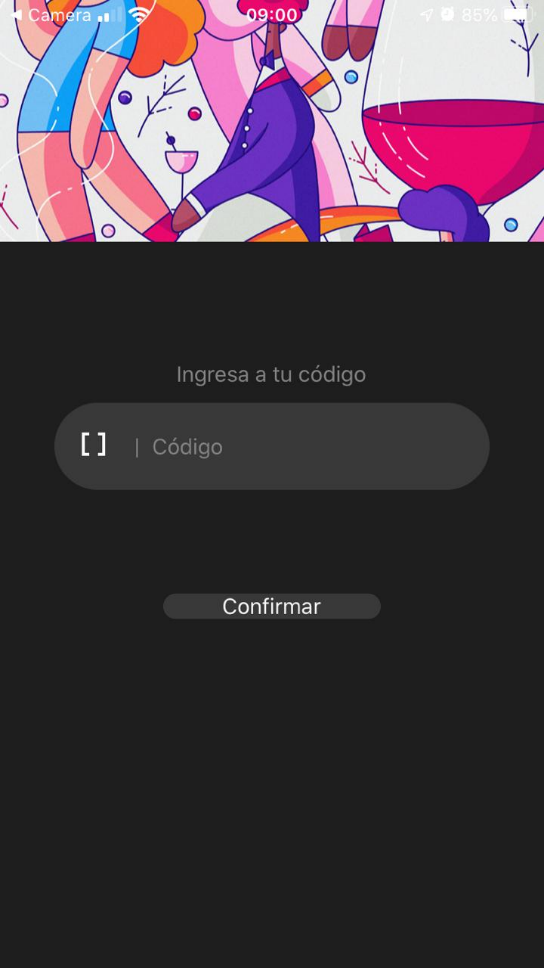 Camera 09:00 85%
Ingresa a tu código
[] | Código
Confirmar